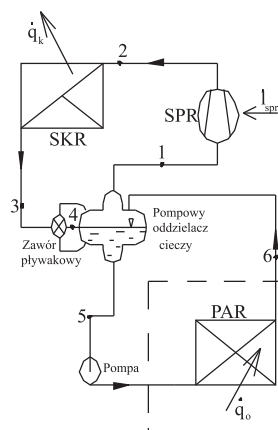 q̇k
2
SPR
lspr
SKR
1
3
4
Pompowy
oddzielacz
cieczy
Zawór
pływakowy
6
5
PAR
Pompa
q̇o